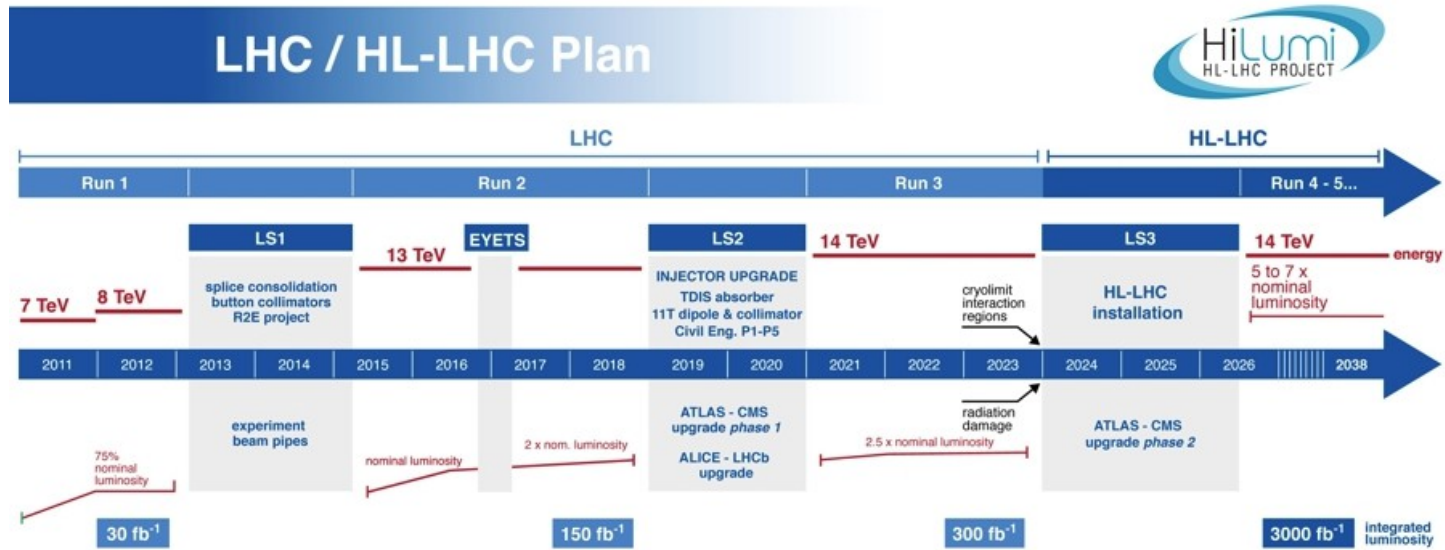 LHC / HL-LHC Plan
HiLumi
HL-LHC PROJECT
LHC
HL-LHC
Run 1
Run 2
Run 3
Run 4 - 5...
LS1
EYETS
LS2
LS3
13 TeV
14 TeV
14 TeV
energy
7 TeV
8 TeV
splice consolidation
button collimators
R2E project
INJECTOR UPGRADE
TDIS absorber
11T dipole & collimator
Civil Eng. P1-P5
cryolimit
interaction
regions
HL-LHC
installation
5 to 7 x
nominal
luminosity
2011 2012 2013 2014 2015 2016 2017 2018 2019 2020 2021 2022 2023 2024 2025 2026 2038
75%
nominal
luminosity
experiment
beam pipes
nominal luminosity
2 x nom. luminosity
ATLAS - CMS
upgrade phase 1
ALICE - LHCb
upgrade
2.5 x nominal luminosity
radiation
damage
ATLAS - CMS
upgrade phase 2
30 fb⁻¹
150 fb⁻¹
300 fb⁻¹
3000 fb⁻¹
integrated
luminosity